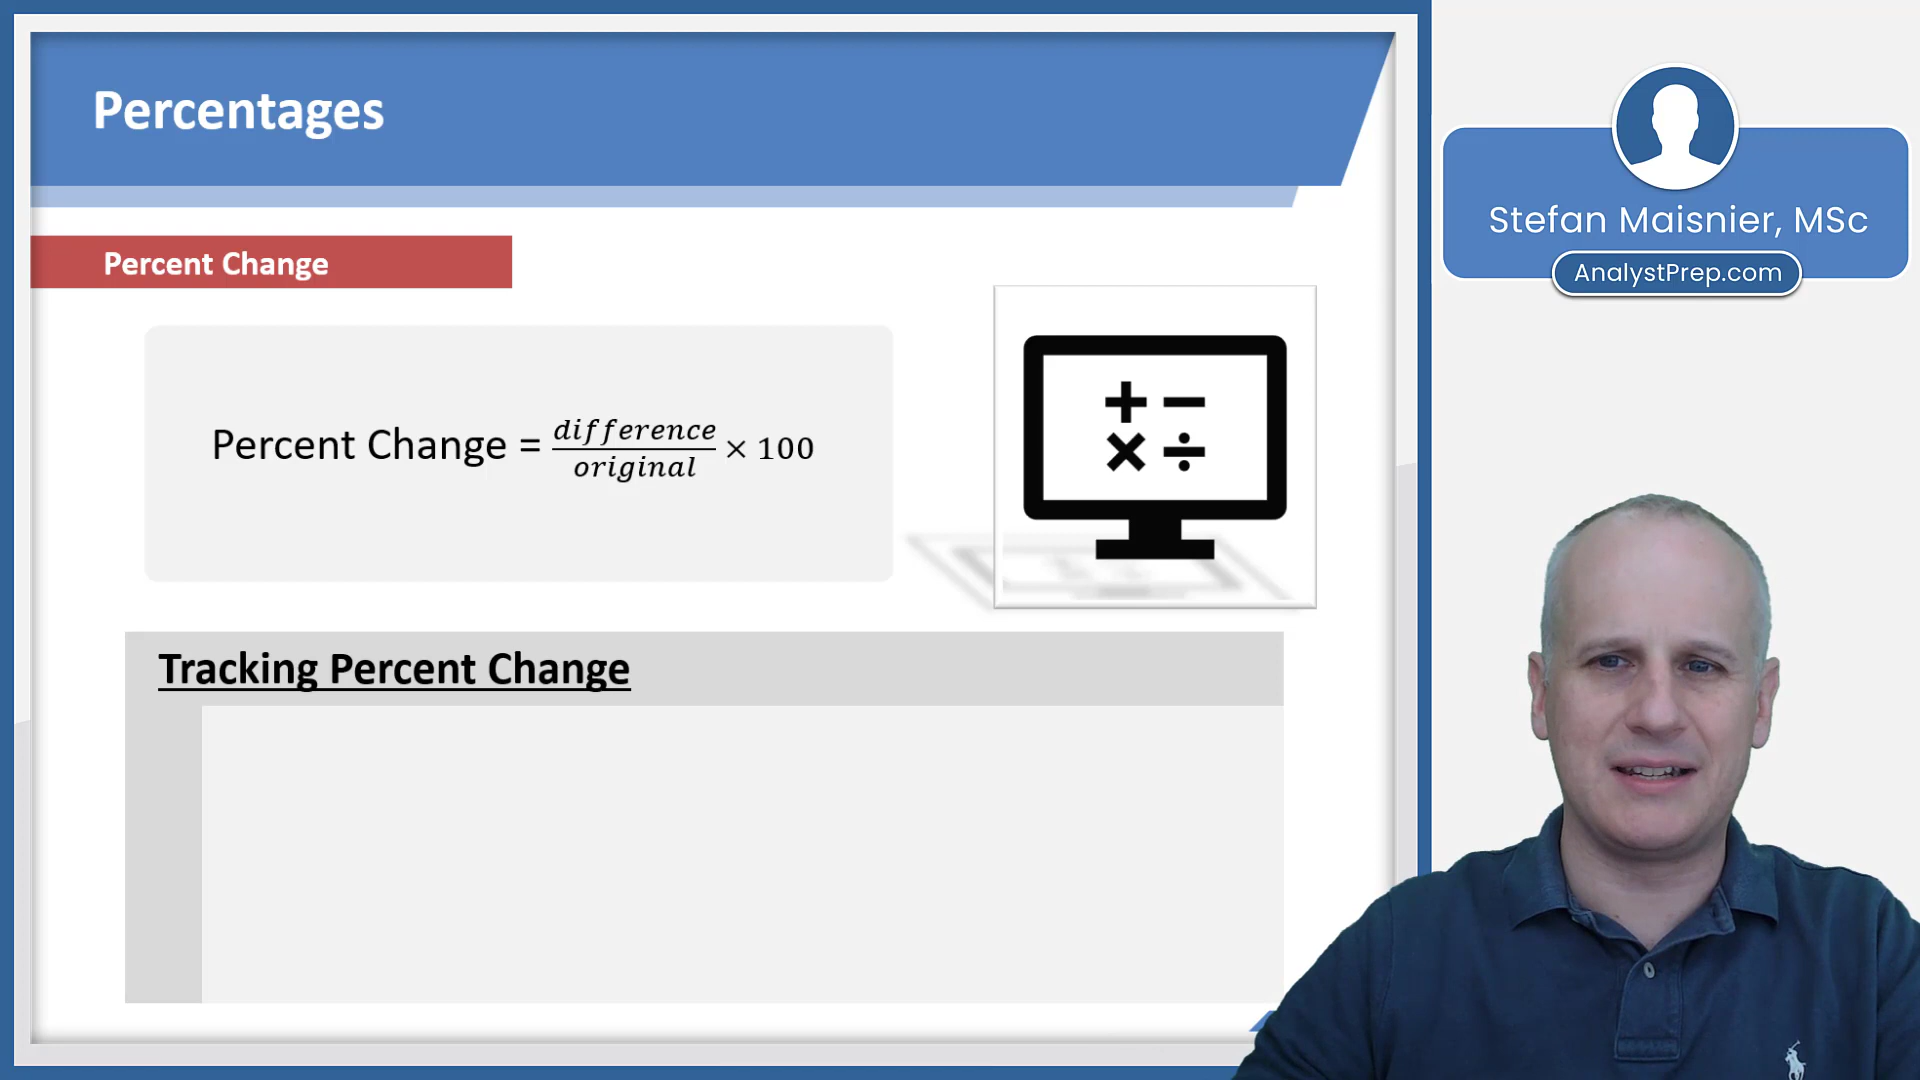 Percentages
Percent Change
Percent Change = difference/original × 100
Tracking Percent Change
Stefan Maisnier, MSc
AnalystPrep.com